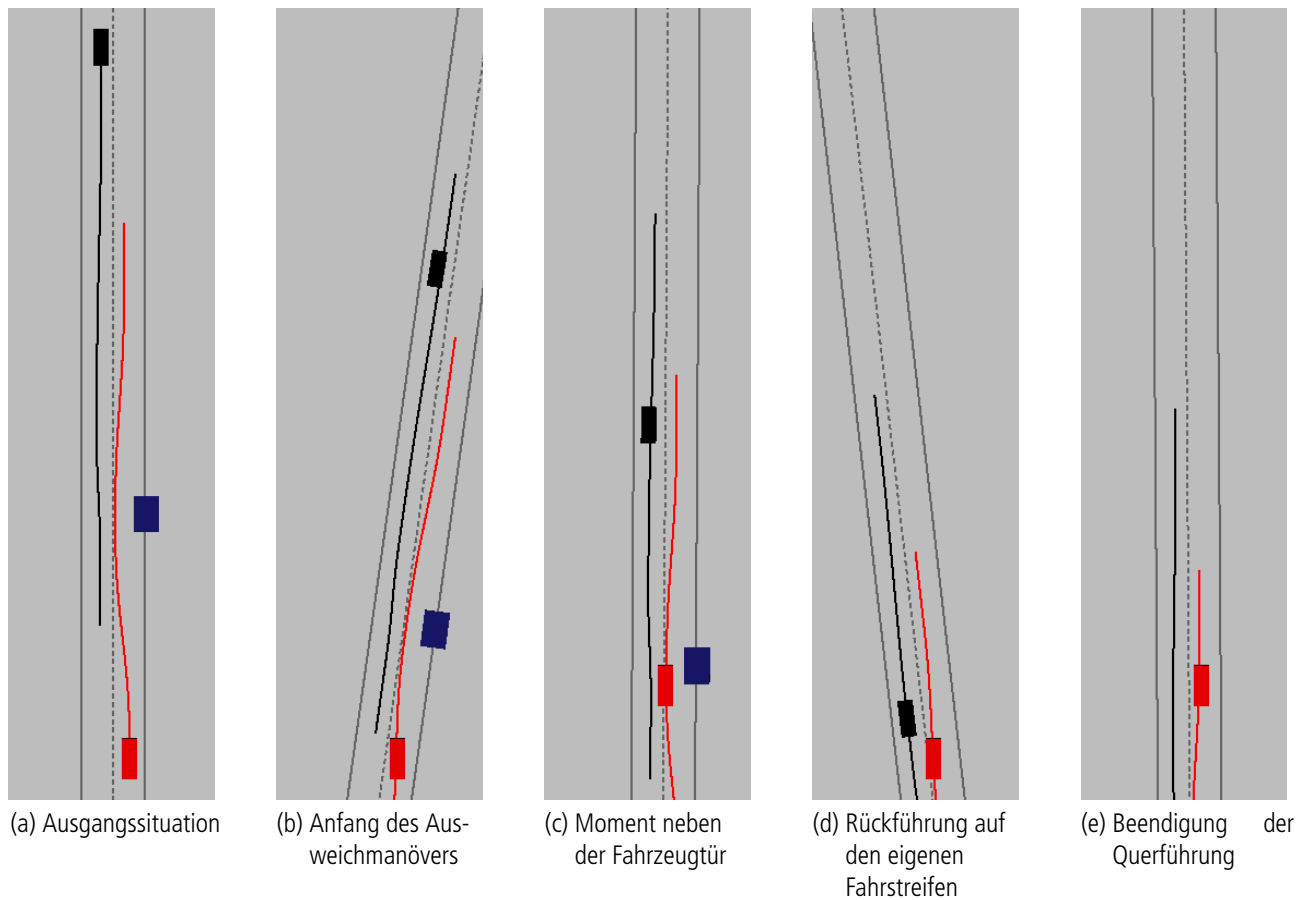 (a) Ausgangssituation
(b) Anfang des Aus-
weichmanövers
(c) Moment neben
der Fahrzeugtür
(d) Rückführung auf
den eigenen
Fahrstreifen
(e) Beendigung der
Querführung